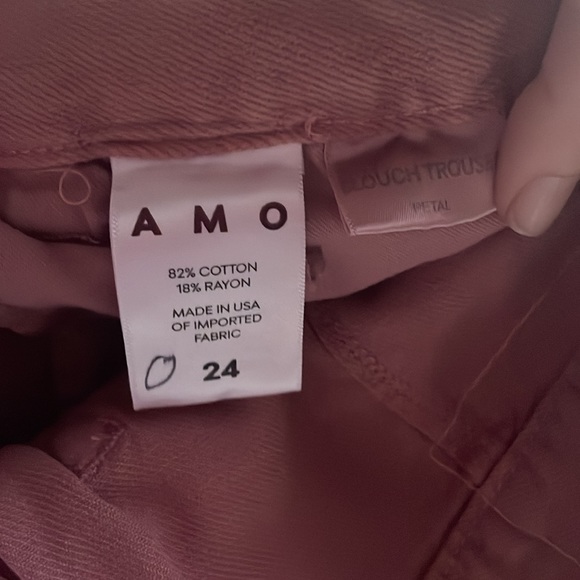 AMO
82% COTTON
18% RAYON
MADE IN USA
OF IMPORTED
FABRIC
24
PETAL